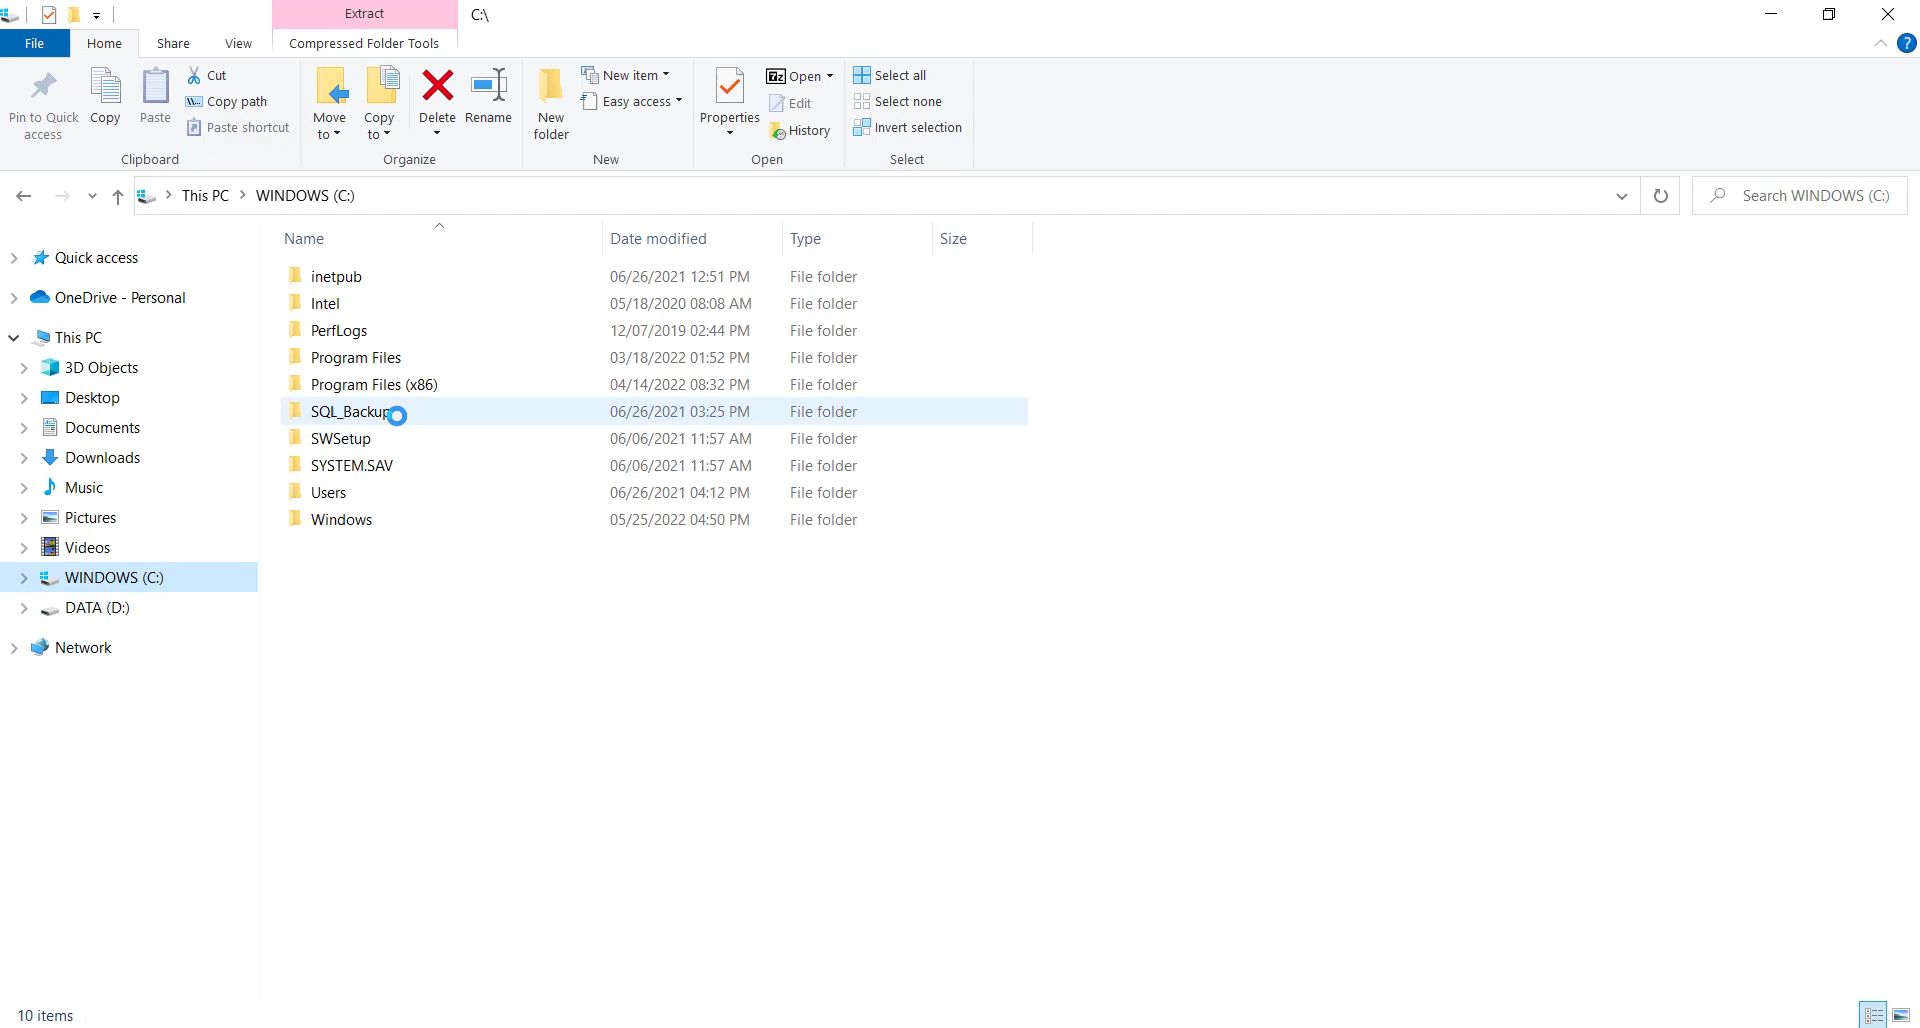 Extract
C:\
File
Home
Share
View
Compressed Folder Tools
?
Pin to Quick access
Copy
Paste
Cut
W...
Copy path
Paste shortcut
Clipboard
Move to
Copy to
Delete
Rename
Organize
New folder
New item
Easy access
New
Properties
7z
Open
Edit
History
Open
Select all
Select none
Invert selection
Select
This PC
WINDOWS (C:)
Search WINDOWS (C:)
Name
Date modified
Type
Size
inetpub 06/26/2021 12:51 PM File folder
Intel 05/18/2020 08:08 AM File folder
PerfLogs 12/07/2019 02:44 PM File folder
Program Files 03/18/2022 01:52 PM File folder
Program Files (x86) 04/14/2022 08:32 PM File folder
SQL_Backup 06/26/2021 03:25 PM File folder
SWSetup 06/06/2021 11:57 AM File folder
SYSTEM.SAV 06/06/2021 11:57 AM File folder
Users 06/26/2021 04:12 PM File folder
Windows 05/25/2022 04:50 PM File folder
Quick access
OneDrive - Personal
This PC
3D Objects
Desktop
Documents
Downloads
Music
Pictures
Videos
WINDOWS (C:)
DATA (D:)
Network
10 items